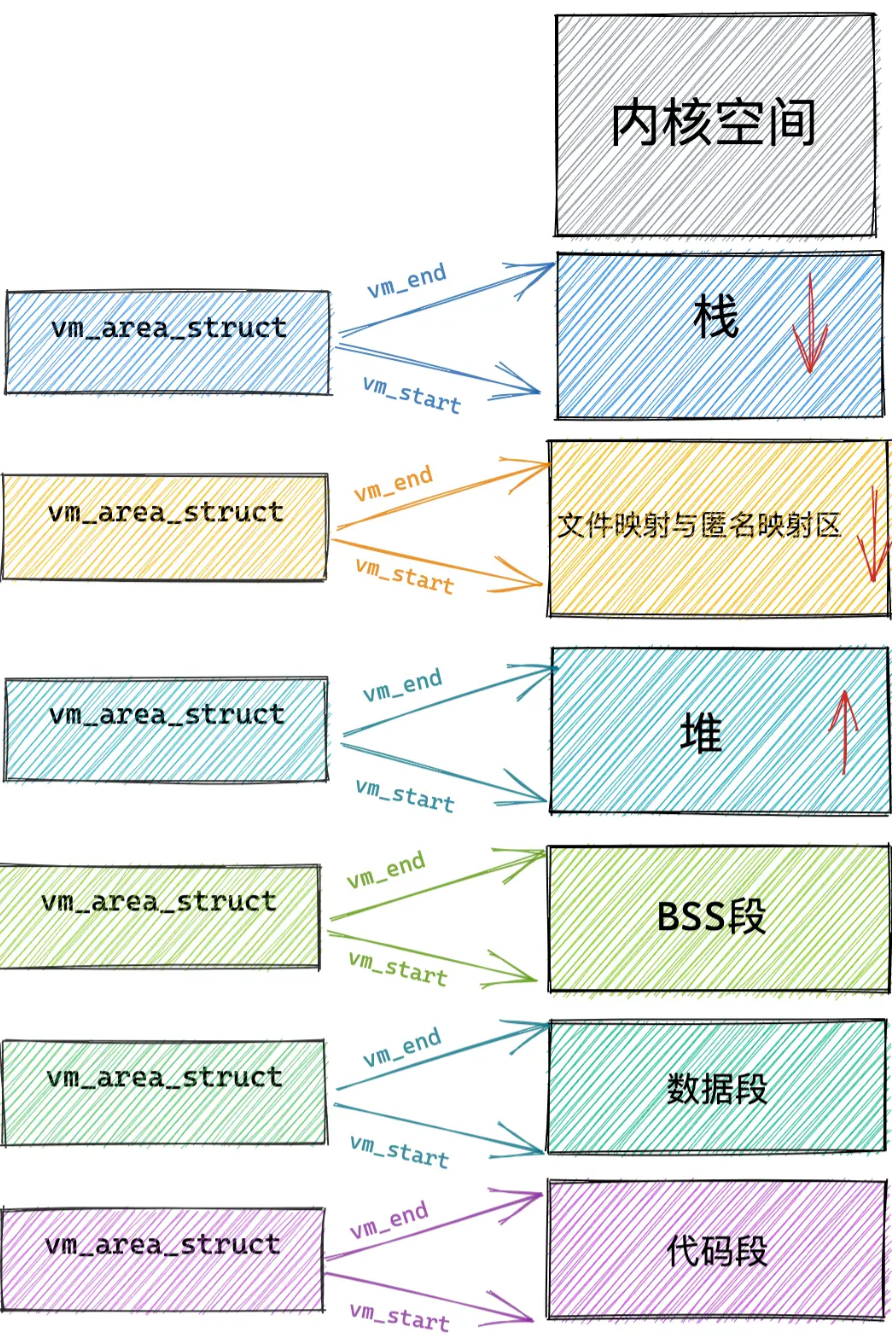 内核空间
vm_area_struct
vm_end
vm_start
栈
vm_area_struct
vm_end
vm_start
文件映射与匿名映射区
vm_area_struct
vm_end
vm_start
堆
vm_area_struct
vm_end
vm_start
BSS段
vm_area_struct
vm_end
vm_start
数据段
vm_area_struct
vm_end
vm_start
代码段